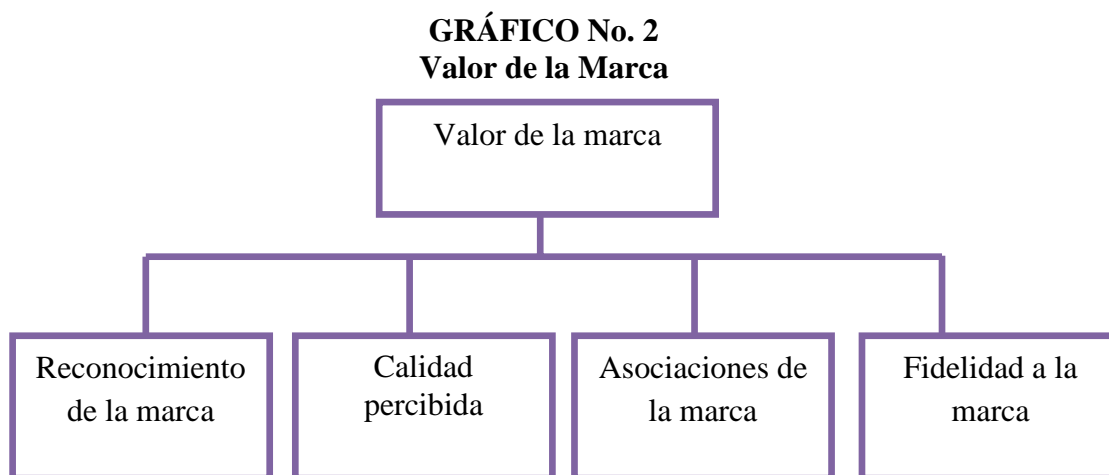 GRÁFICO No. 2
Valor de la Marca
Valor de la marca
Reconocimiento
de la marca
Calidad
percibida
Asociaciones de
la marca
Fidelidad a la
marca